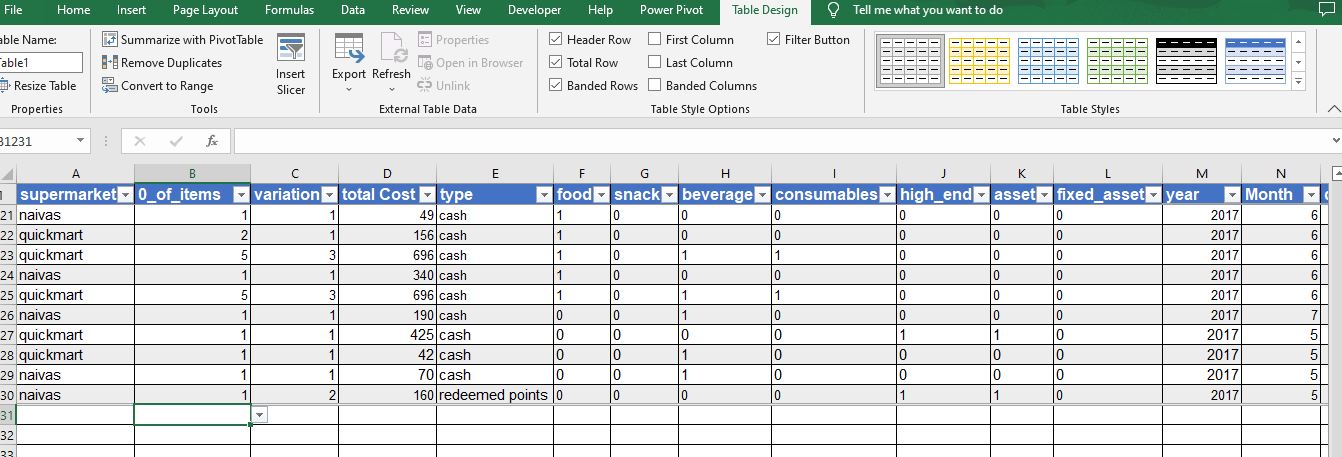 File Home Insert Page Layout Formulas Data Review View Developer Help Power Pivot Table Design Tell me what you want to do
able Name: Summarize with PivotTable Properties Header Row First Column Filter Button
Table1 Remove Duplicates Open in Browser Total Row Last Column
Resize Table Convert to Range Insert Slicer Export Refresh Unlink Banded Rows Banded Columns
Properties Tools External Table Data Table Style Options Table Styles
B1231 fx
A B C D E F G H I J K L M N
supermarket 0_of_items variation total Cost type food snack beverage consumables high_end asset fixed_asset year Month
21 naivas 1 1 49 cash 1 0 0 0 0 0 0 2017 6
22 quickmart 2 1 156 cash 1 0 0 0 0 0 0 2017 6
23 quickmart 5 3 696 cash 1 0 1 1 0 0 0 2017 6
24 naivas 1 1 340 cash 1 0 0 0 0 0 0 2017 6
25 quickmart 5 3 696 cash 1 0 1 1 0 0 0 2017 6
26 naivas 1 1 190 cash 0 0 1 0 0 0 0 2017 7
27 quickmart 1 1 425 cash 0 0 0 0 1 1 0 2017 5
28 quickmart 1 1 42 cash 0 0 1 0 0 0 0 2017 5
29 naivas 1 1 70 cash 0 0 1 0 0 0 0 2017 5
30 naivas 1 2 160 redeemed points 0 0 0 0 1 1 0 2017 5
31
32
33